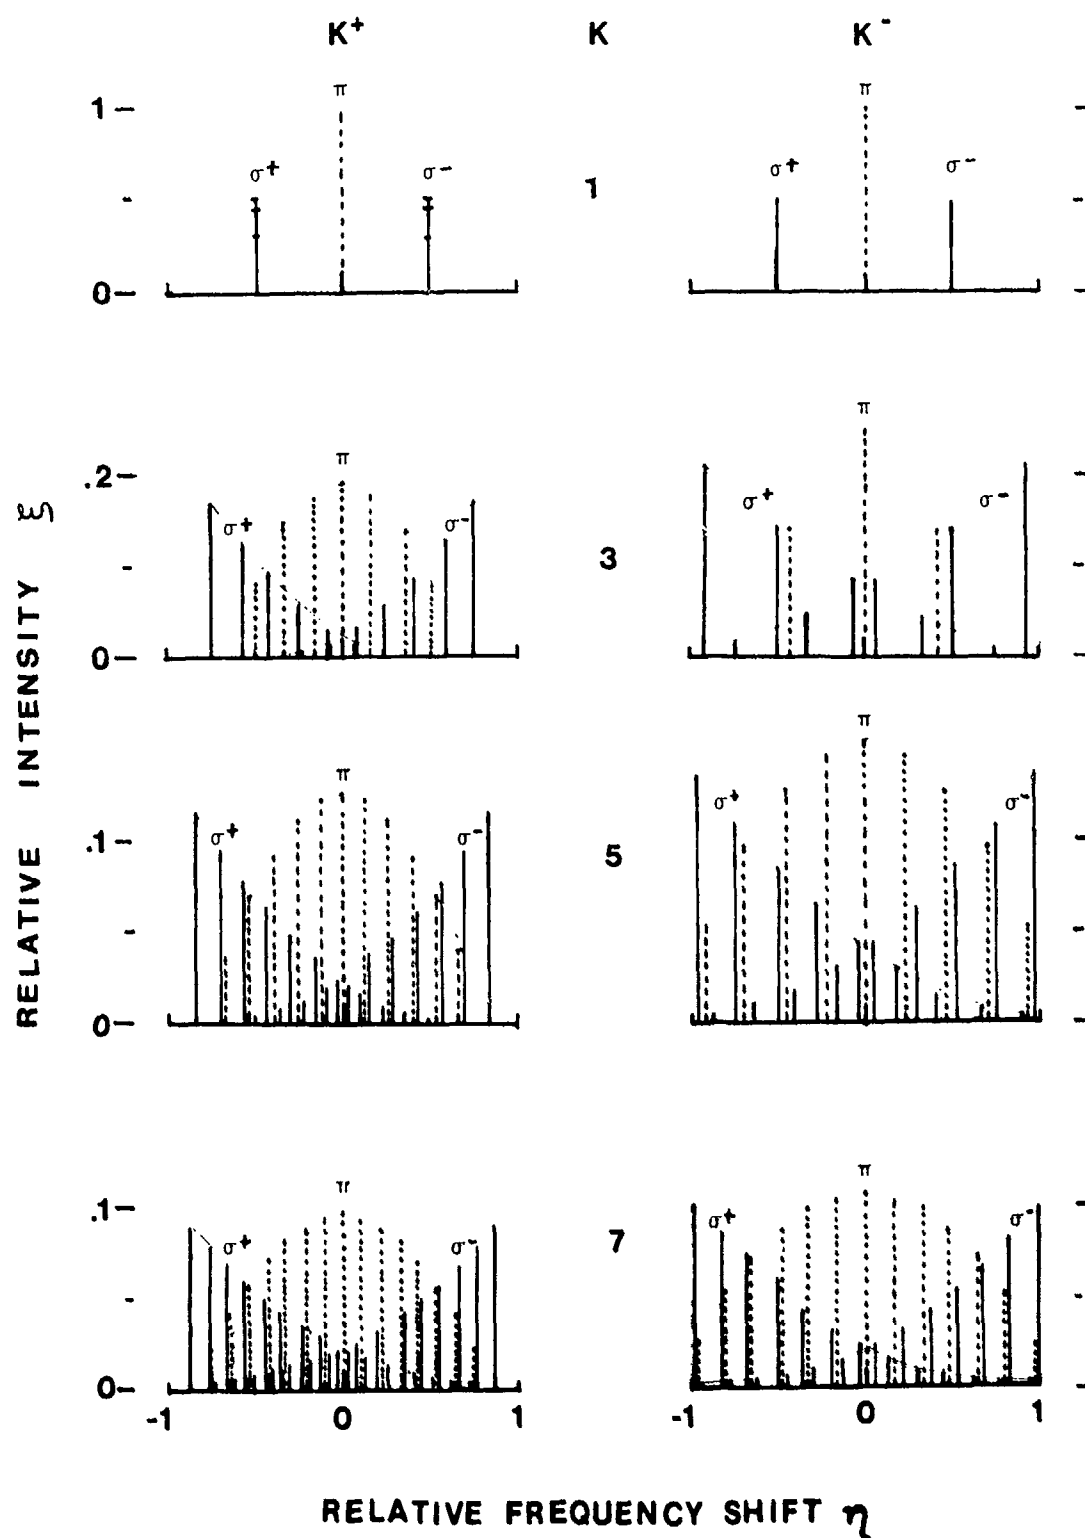 K+ K K-
π π
1
σ+ σ- 1 σ+ σ-
0
π π
.2
σ+ σ- 3 σ+ σ-
0
π π
σ+ σ- σ+ σ-
.1 5
0
π π
.1
σ+ σ- 7 σ+ σ-
0
-1 0 1 -1 0 1
RELATIVE INTENSITY ξ
RELATIVE FREQUENCY SHIFT η